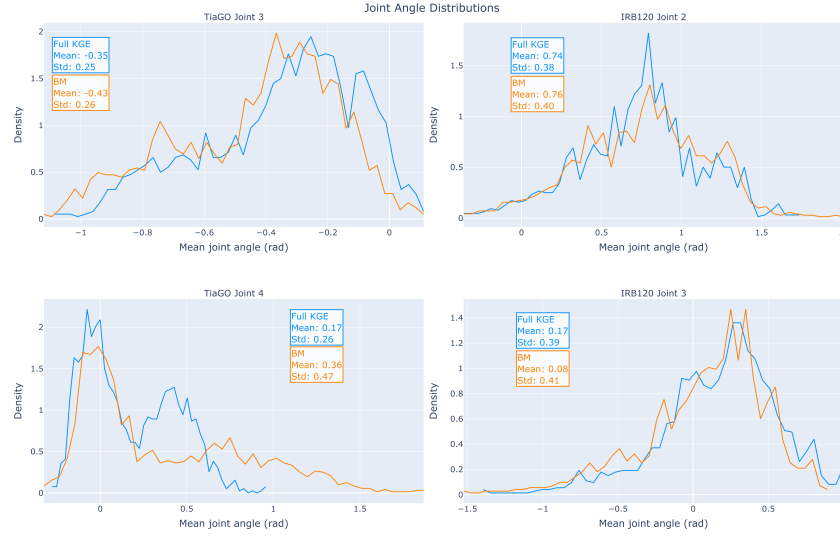 Joint Angle Distributions
TiaGO Joint 3
Full KGE
Mean: -0.35
Std: 0.25
BM
Mean: -0.43
Std: 0.26
Density
2
1.5
1
0.5
0
−1
−0.8
−0.6
−0.4
−0.2
0
Mean joint angle (rad)
IRB120 Joint 2
Full KGE
Mean: 0.74
Std: 0.38
BM
Mean: 0.76
Std: 0.40
Density
1.5
1
0.5
0
0
0.5
1
1.5
Mean joint angle (rad)
TiaGO Joint 4
Full KGE
Mean: 0.17
Std: 0.26
BM
Mean: 0.36
Std: 0.47
Density
2
1.5
1
0.5
0
0
0.5
1
1.5
Mean joint angle (rad)
IRB120 Joint 3
Full KGE
Mean: 0.17
Std: 0.39
BM
Mean: 0.08
Std: 0.41
Density
1.4
1.2
1
0.8
0.6
0.4
0.2
0
−1.5
−1
−0.5
0
0.5
Mean joint angle (rad)